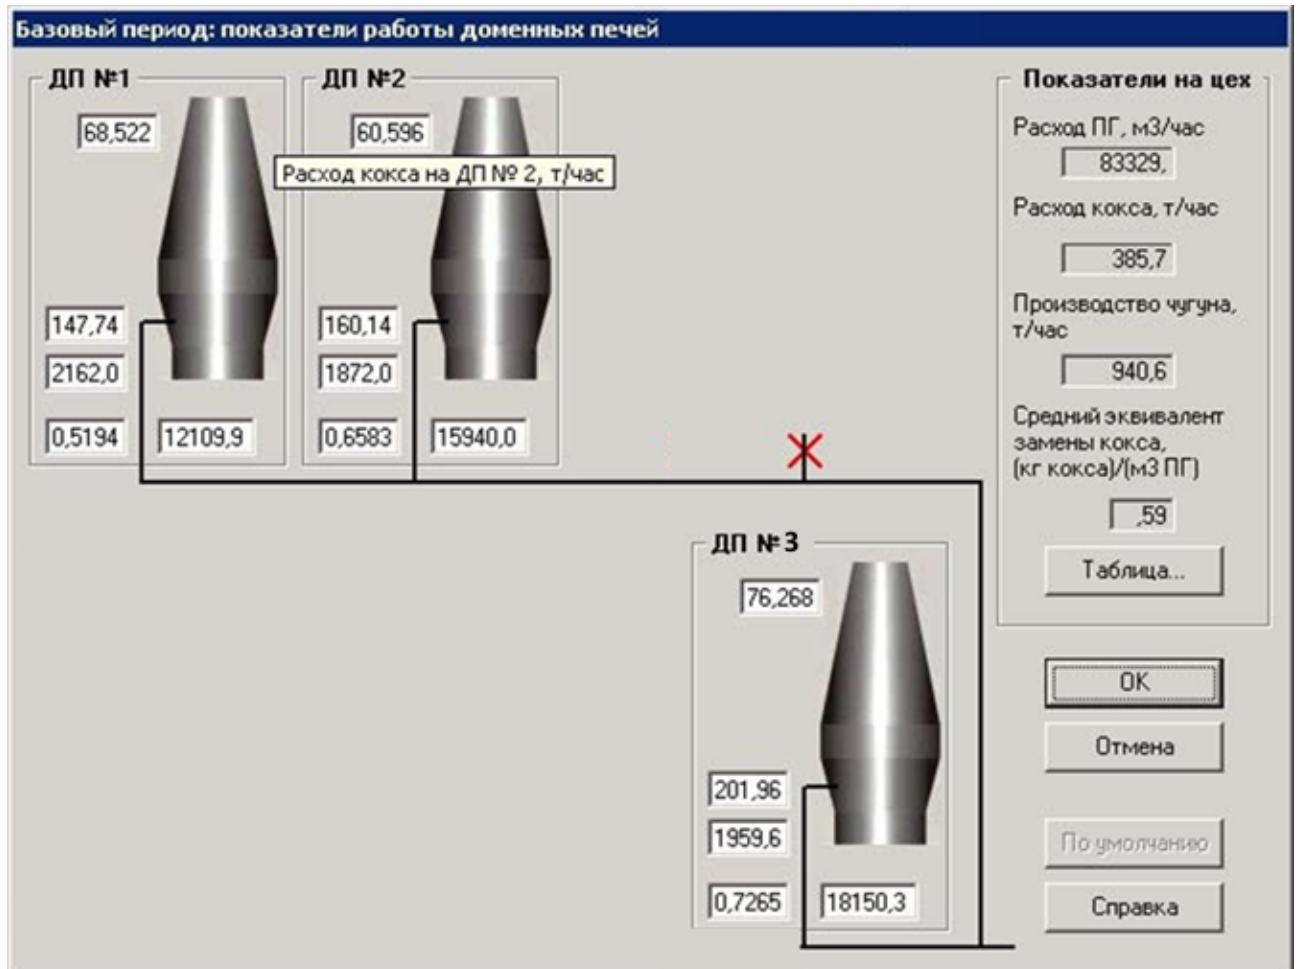 Базовый период: показатели работы доменных печей
ДП №1
68,522
147,74
2162,0
0,5194
12109,9
ДП №2
60,596
Расход кокса на ДП № 2, т/час
160,14
1872,0
0,6583
15940,0
ДП №3
76,268
201,96
1959,6
0,7265
18150,3
Показатели на цех
Расход ПГ, м3/час
83329,
Расход кокса, т/час
385,7
Производство чугуна,
т/час
940,6
Средний эквивалент
замены кокса,
(кг кокса)/(м3 ПГ)
,59
Таблица...
OK
Отмена
По умолчанию
Справка